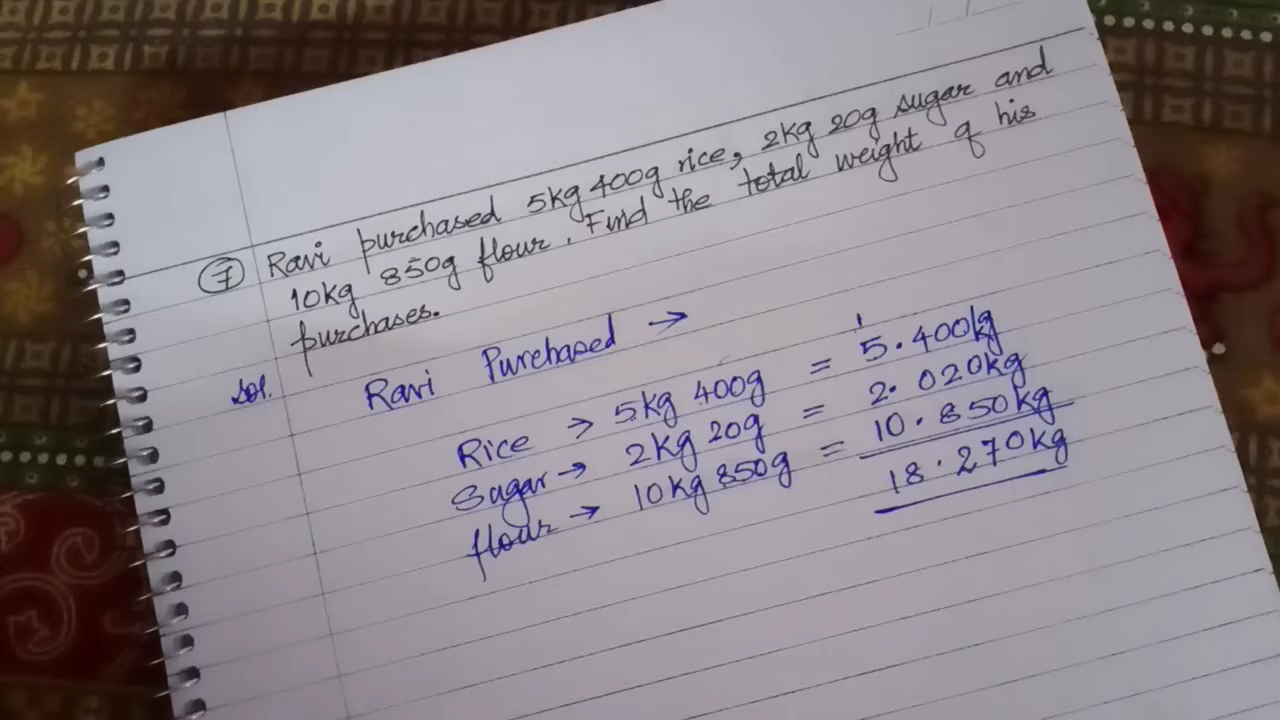 7 Ravi purchased 5kg 400g rice, 2kg 20g sugar and
10kg 850g flour. Find the total weight of his
purchases.
Sol. Ravi Purchased →
Rice → 5kg 400g = 5.400kg
1
Sugar → 2kg 20g = 2.020kg
flour → 10kg 850g = 10.850kg
18.270kg